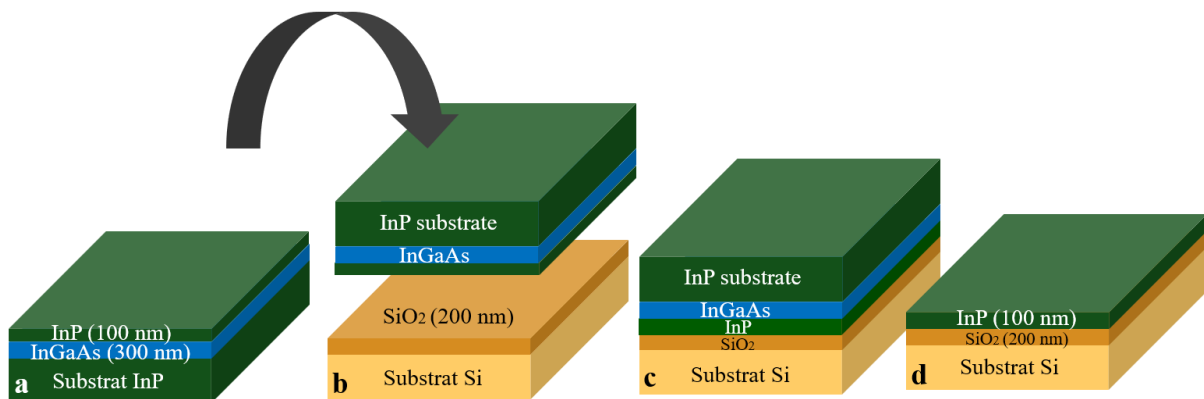 InP (100 nm)
InGaAs (300 nm)
Substrat InP
a
InP substrate
InGaAs
SiO₂ (200 nm)
Substrat Si
b
InP substrate
InGaAs
InP
SiO₂
Substrat Si
c
InP (100 nm)
SiO₂ (200 nm)
Substrat Si
d